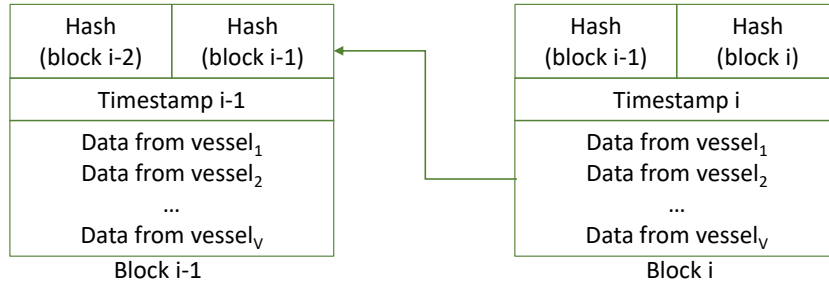 Hash
(block i-2)
Hash
(block i-1)
Timestamp i-1
Data from vessel₁
Data from vessel₂
...
Data from vesselᵥ
Block i-1
Hash
(block i-1)
Hash
(block i)
Timestamp i
Data from vessel₁
Data from vessel₂
...
Data from vesselᵥ
Block i